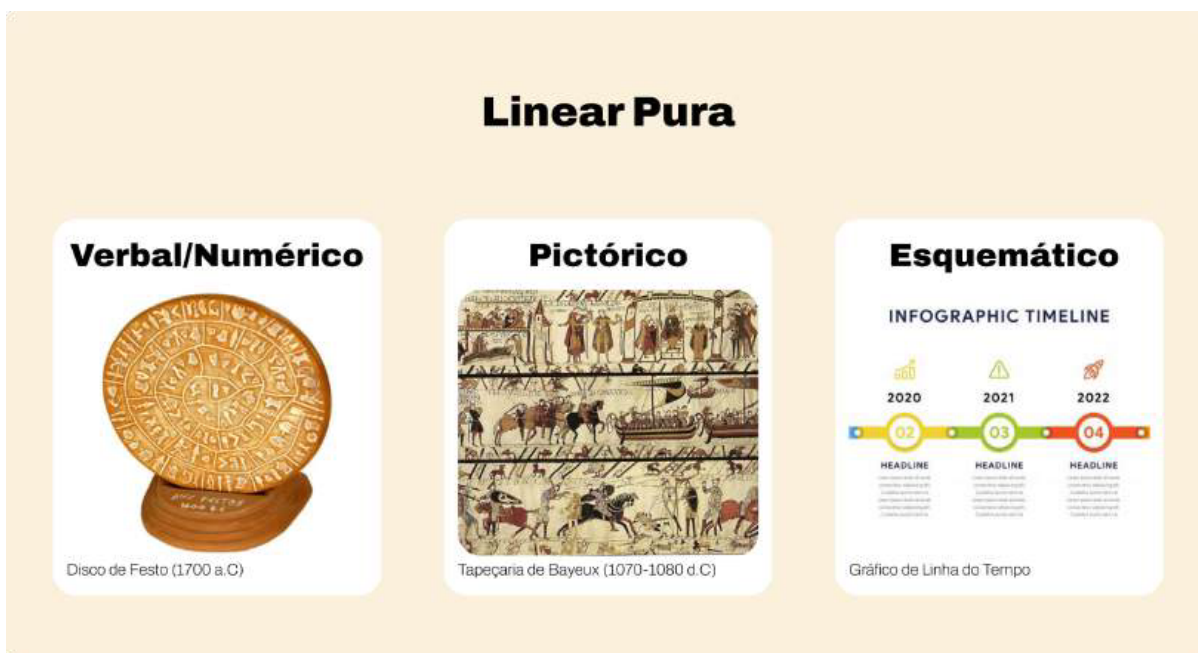 Linear Pura
Verbal/Numérico
Disco de Festo (1700 a.C)
Pictórico
Tapeçaria de Bayeux (1070-1080 d.C)
Esquemático
INFOGRAPHIC TIMELINE
2020
2021
2022
02
03
04
HEADLINE
HEADLINE
HEADLINE
Gráfico de Linha do Tempo